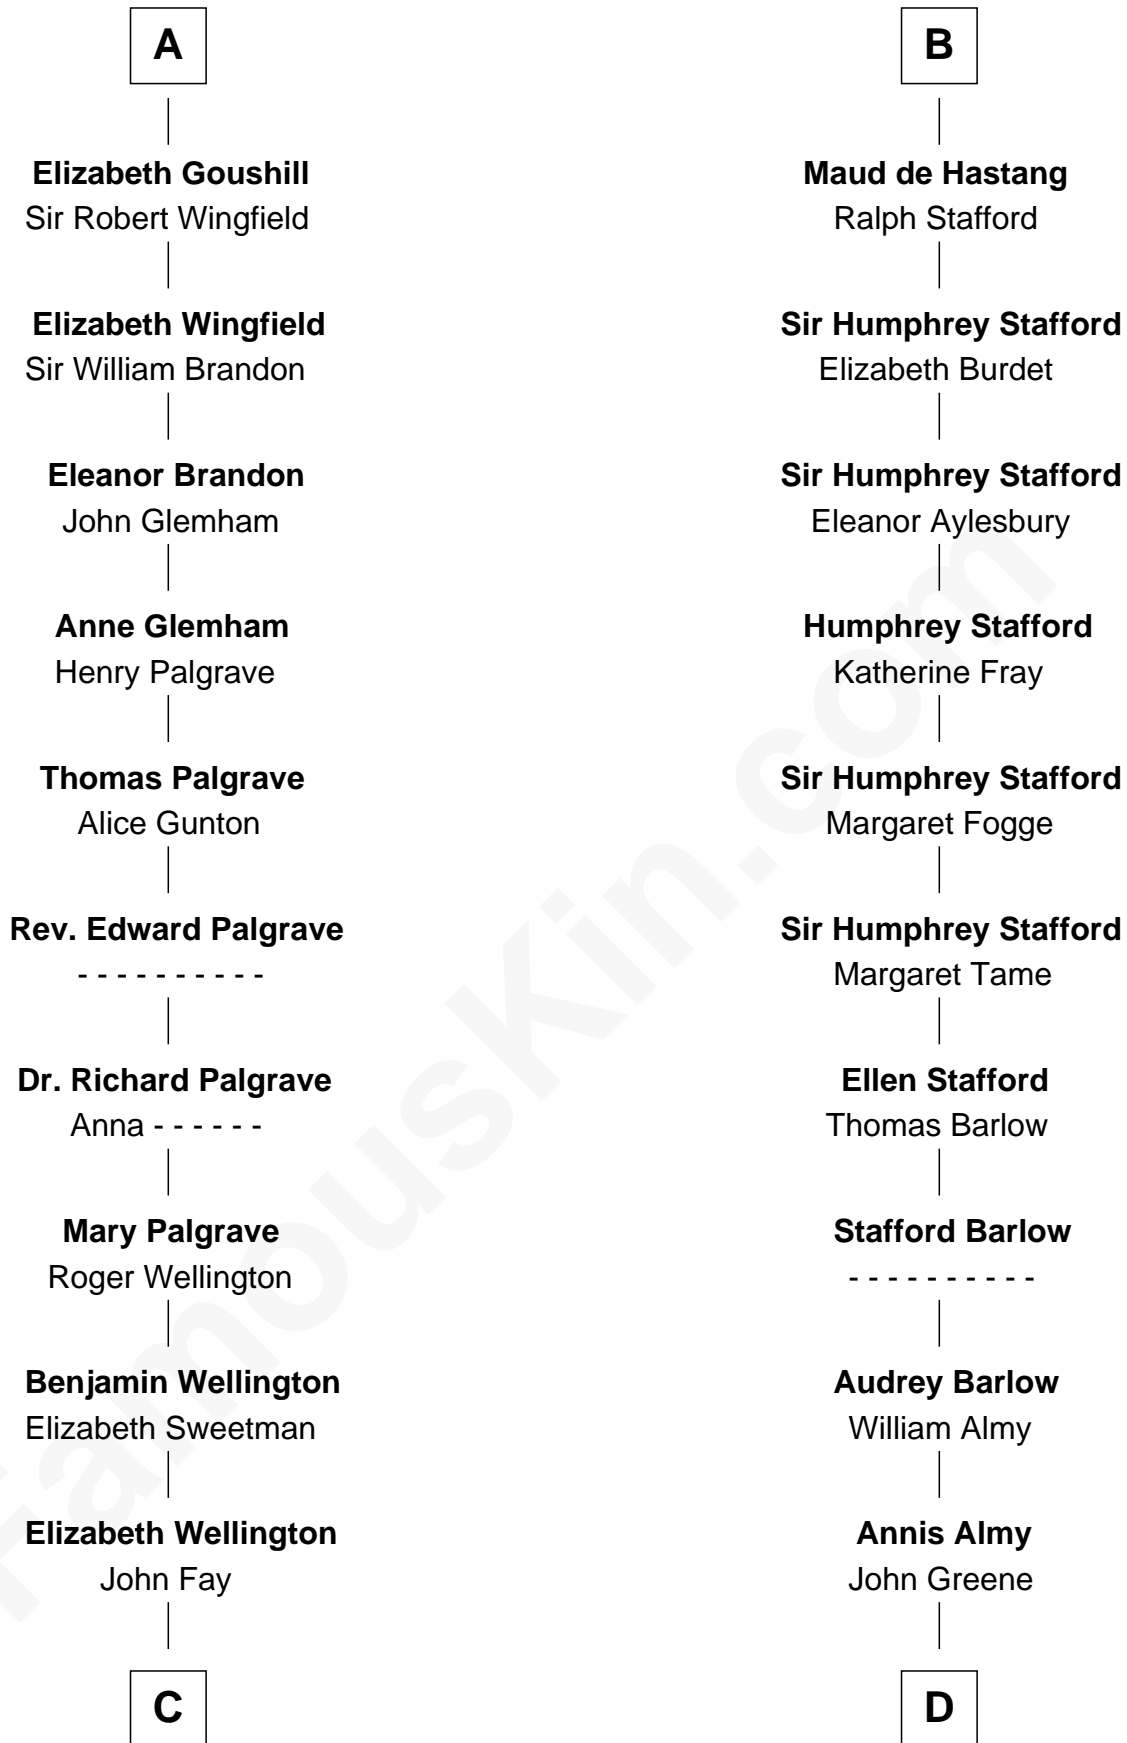 A
Elizabeth Goushill
Sir Robert Wingfield
Elizabeth Wingfield
Sir William Brandon
Eleanor Brandon
John Glemham
Anne Glemham
Henry Palgrave
Thomas Palgrave
Alice Gunton
Rev. Edward Palgrave
- - - - - - - - - -
Dr. Richard Palgrave
Anna - - - - - -
Mary Palgrave
Roger Wellington
Benjamin Wellington
Elizabeth Sweetman
Elizabeth Wellington
John Fay
C
B
Maud de Hastang
Ralph Stafford
Sir Humphrey Stafford
Elizabeth Burdet
Sir Humphrey Stafford
Eleanor Aylesbury
Humphrey Stafford
Katherine Fray
Sir Humphrey Stafford
Margaret Fogge
Sir Humphrey Stafford
Margaret Tame
Ellen Stafford
Thomas Barlow
Stafford Barlow
- - - - - - - - - -
Audrey Barlow
William Almy
Annis Almy
John Greene
D
FamousKin.com